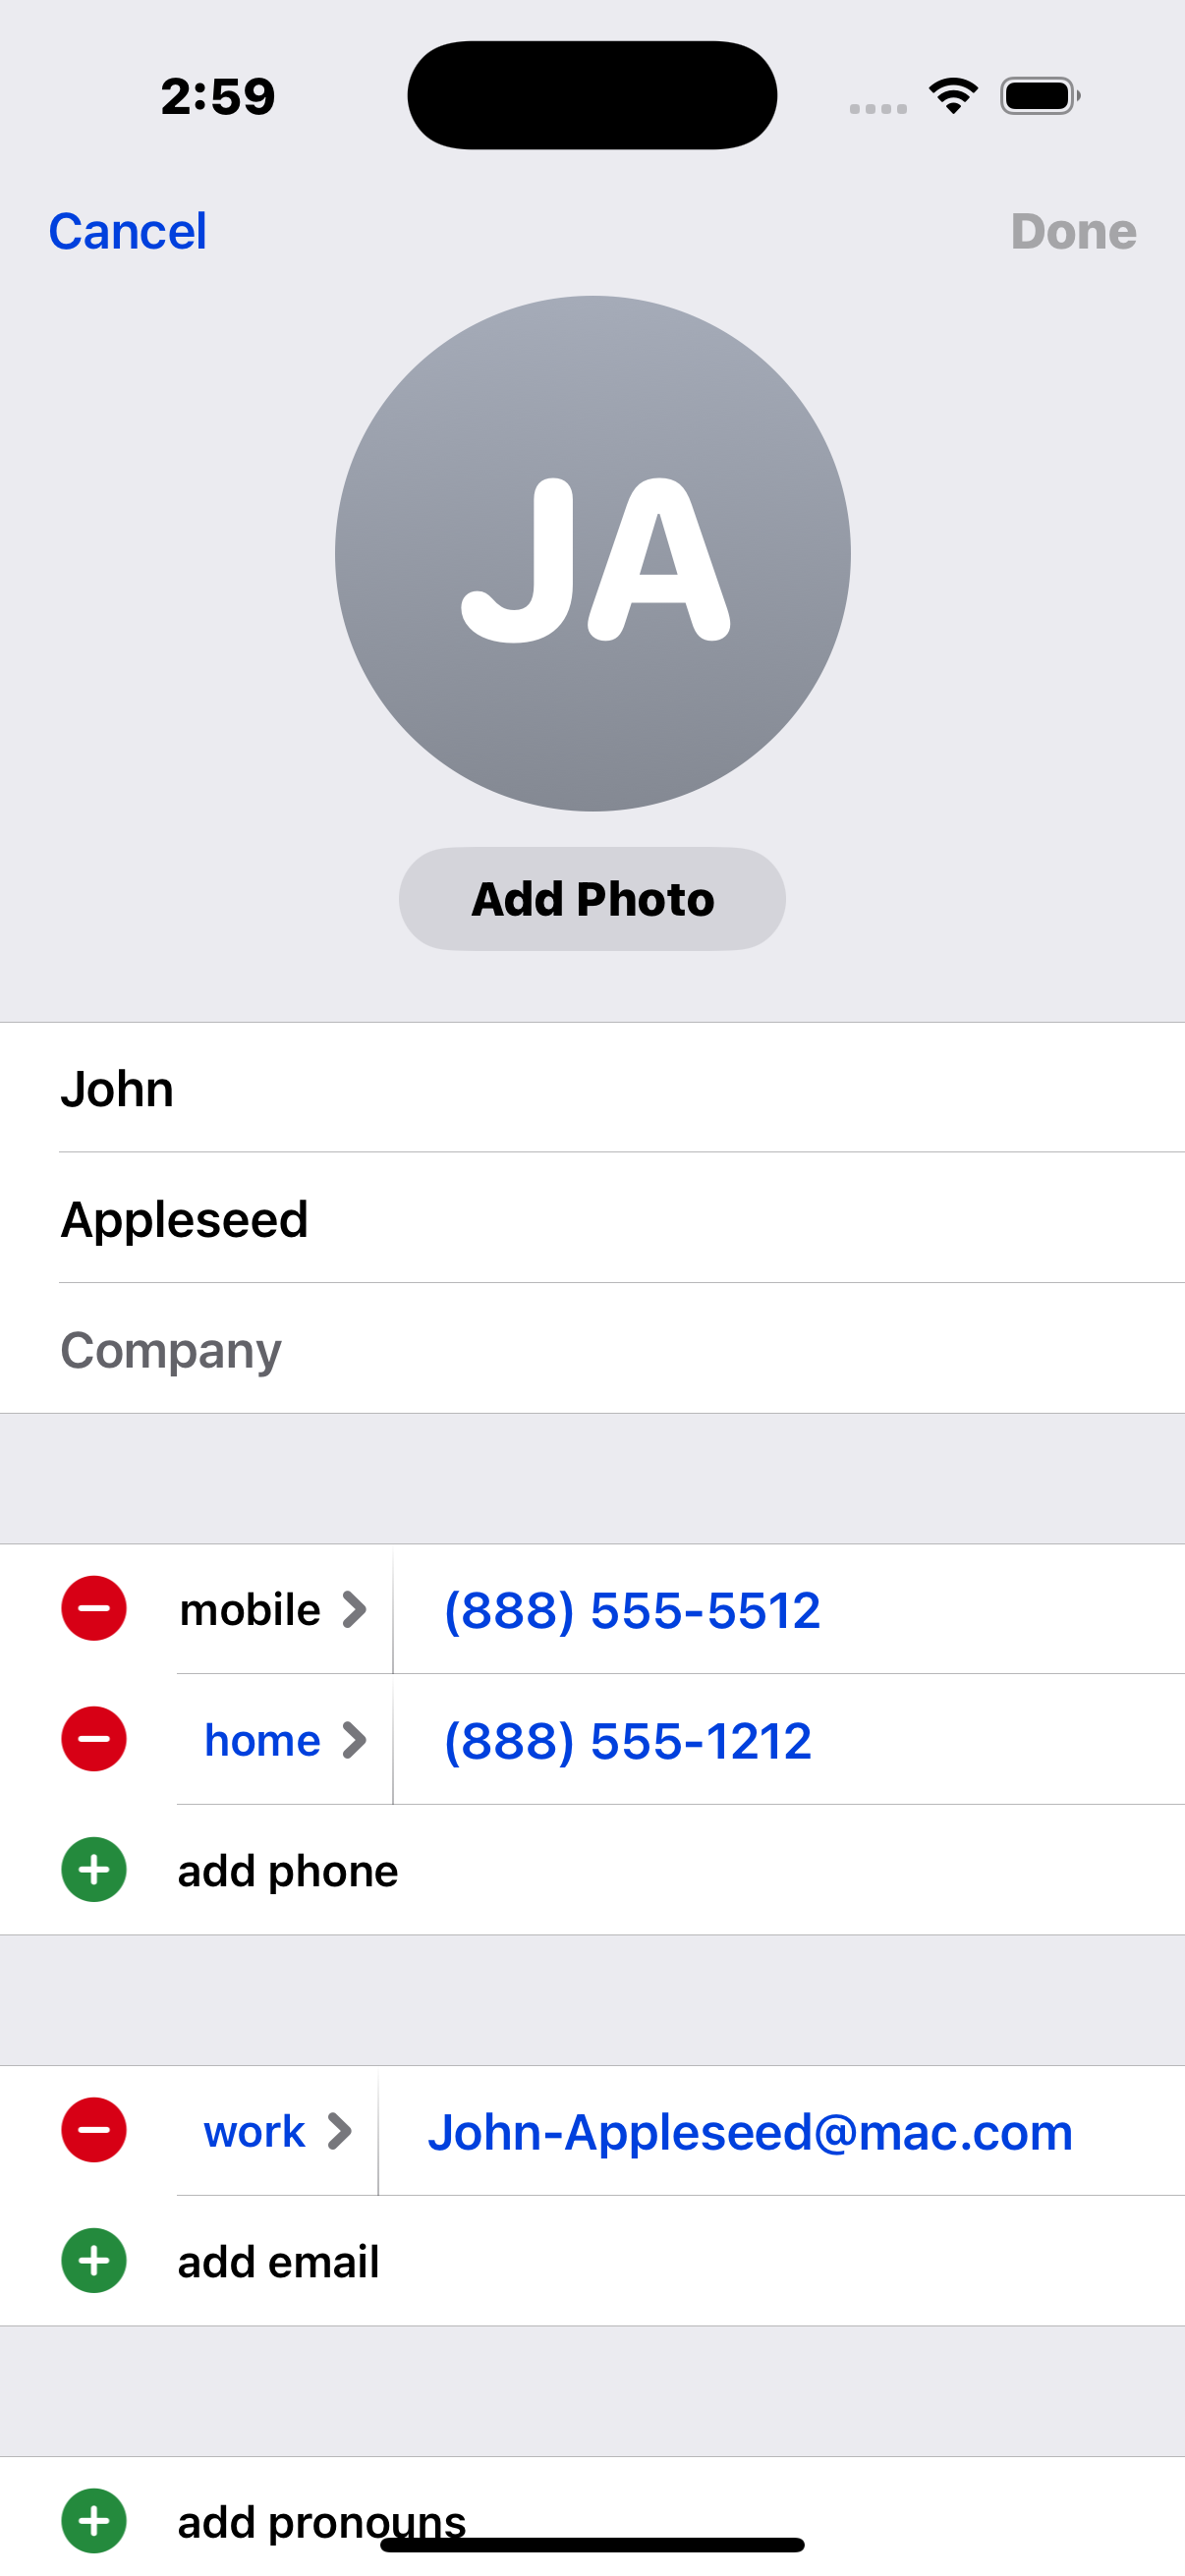 2:59
Cancel Done
JA
Add Photo
John
Appleseed
Company
mobile (888) 555-5512
home (888) 555-1212
add phone
work John-Appleseed@mac.com
add email
add pronouns